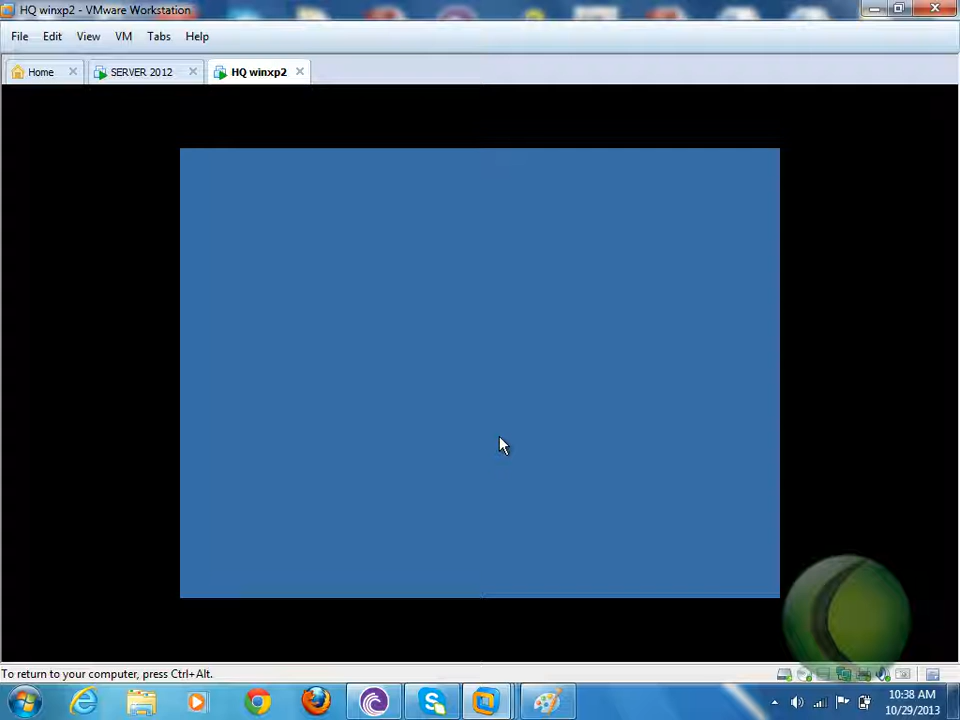 HQ winxp2 - VMware Workstation
File Edit View VM Tabs Help
Home SERVER 2012 HQ winxp2
To return to your computer, press Ctrl+Alt.
10:38 AM
10/29/2013